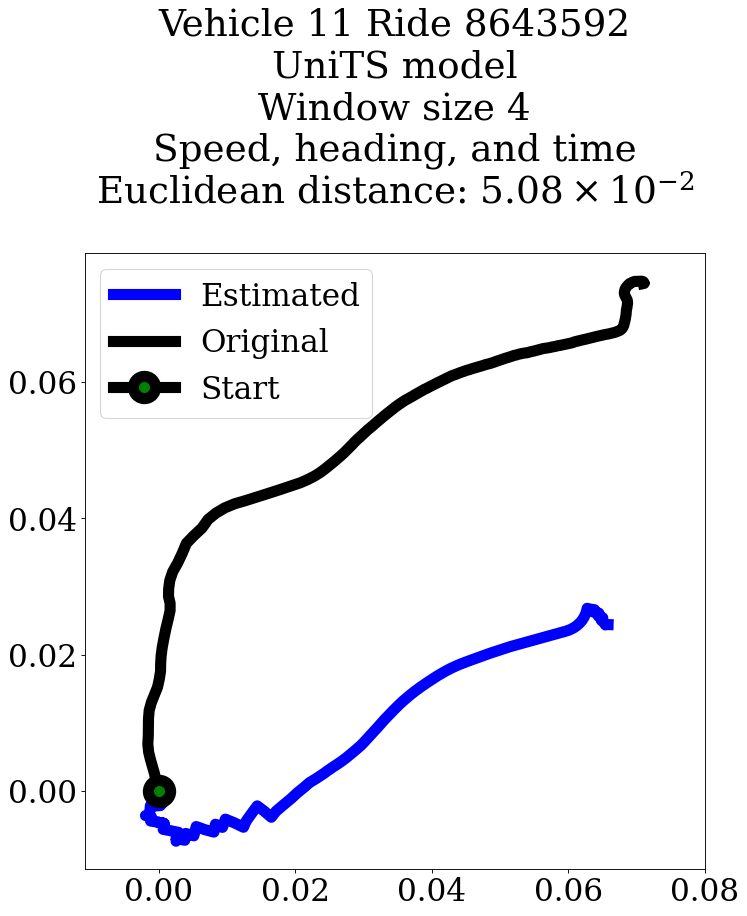 Vehicle 11 Ride 8643592
UniTS model
Window size 4
Speed, heading, and time
Euclidean distance: 5.08 × 10⁻²
Estimated
Original
Start
0.06
0.04
0.02
0.00
0.00 0.02 0.04 0.06 0.08